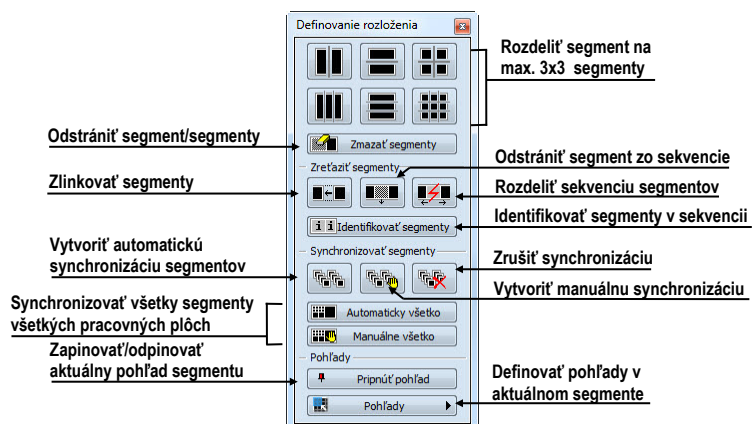 Definovanie rozloženia
Rozdeliť segment na
max. 3x3 segmenty
Odstrániť segment/segmenty
Zmazať segmenty
Zreťaziť segmenty
Odstrániť segment zo sekvencie
Zlinkovať segmenty
Rozdeliť sekvenciu segmentov
Identifikovať segmenty
Identifikovať segmenty v sekvencii
Vytvoriť automatickú
synchronizáciu segmentov
Synchronizovať segmenty
Zrušiť synchronizáciu
Vytvoriť manuálnu synchronizáciu
Synchronizovať všetky segmenty
všetkých pracovných plôch
Automaticky všetko
Manuálne všetko
Zapinovať/odpinovať
aktuálny pohľad segmentu
Pohľady
Pripnúť pohľad
Pohľady
Definovať pohľady v
aktuálnom segmente